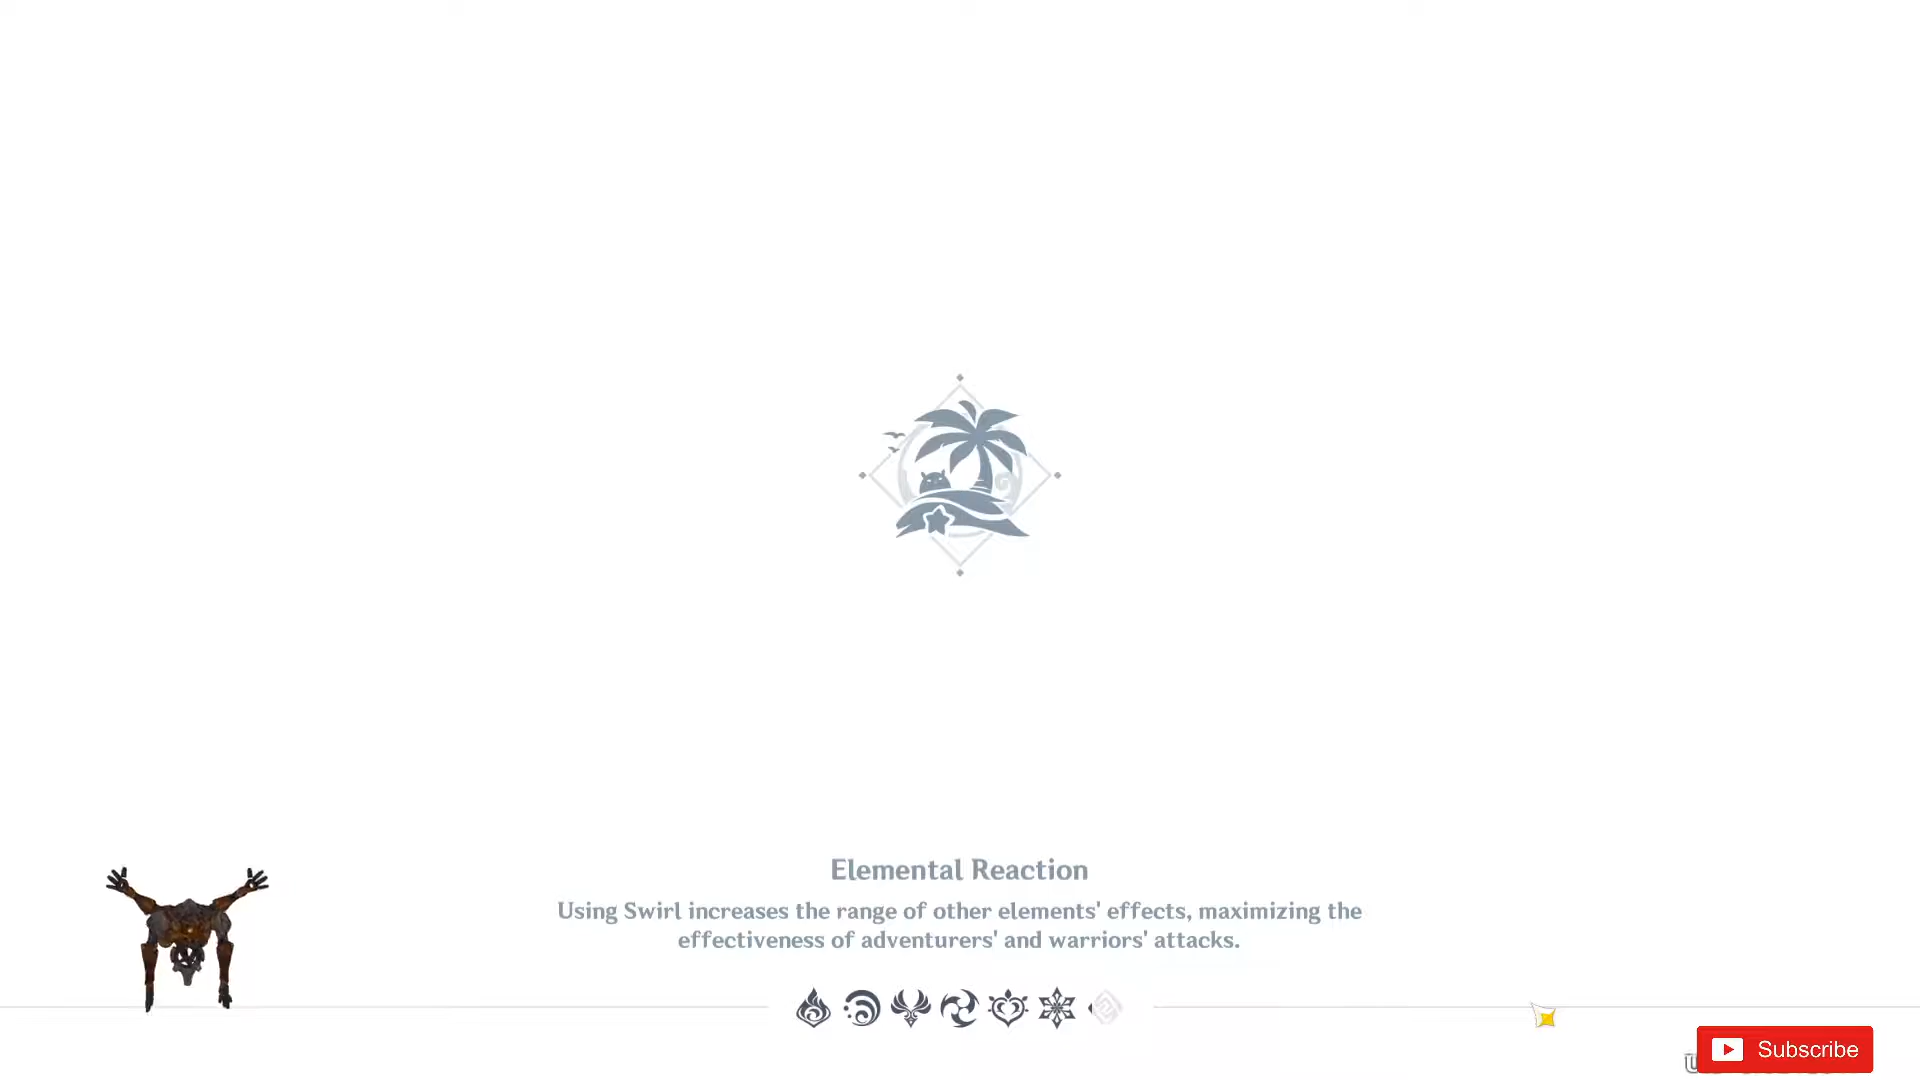 Elemental Reaction
Using Swirl increases the range of other elements' effects, maximizing the
effectiveness of adventurers' and warriors' attacks.
Subscribe